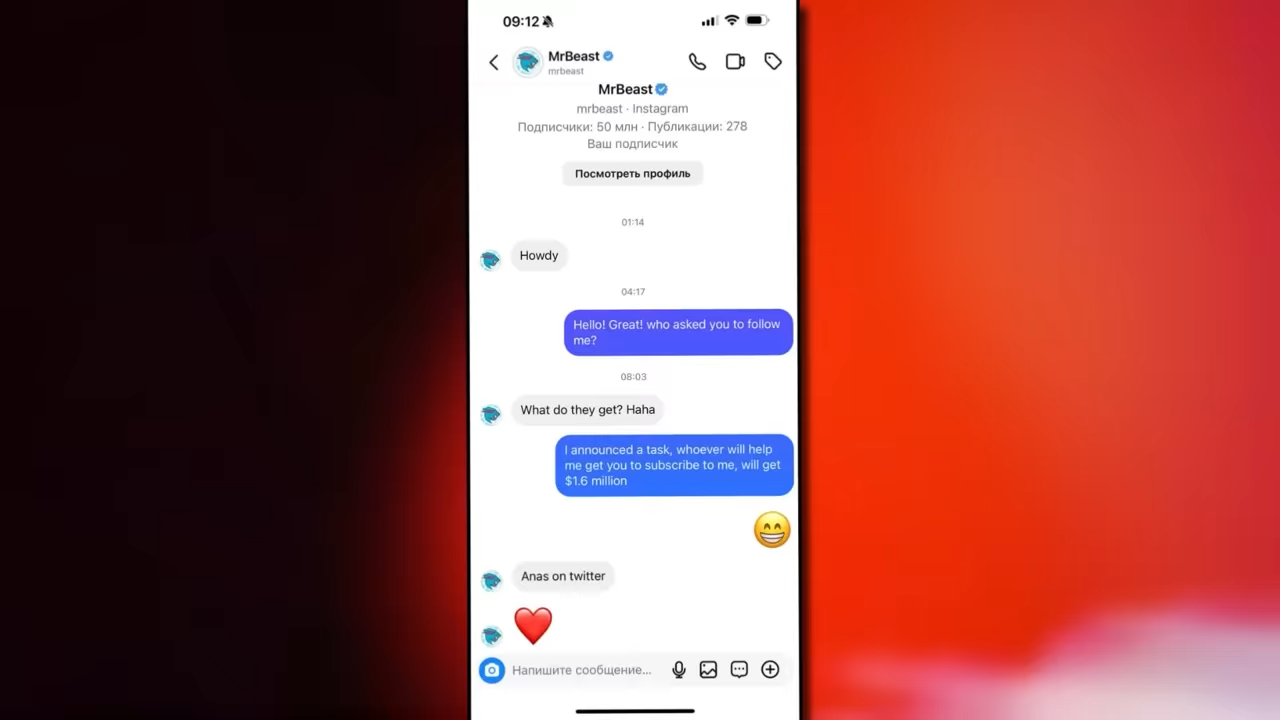 09:12
MrBeast
mrbeast
MrBeast
mrbeast · Instagram
Подписчики: 50 млн · Публикации: 278
Ваш подписчик
Посмотреть профиль
01:14
Howdy
04:17
Hello! Great! who asked you to follow
me?
08:03
What do they get? Haha
I announced a task, whoever will help
me get you to subscribe to me, will get
$1.6 million
Anas on twitter
Напишите сообщение...